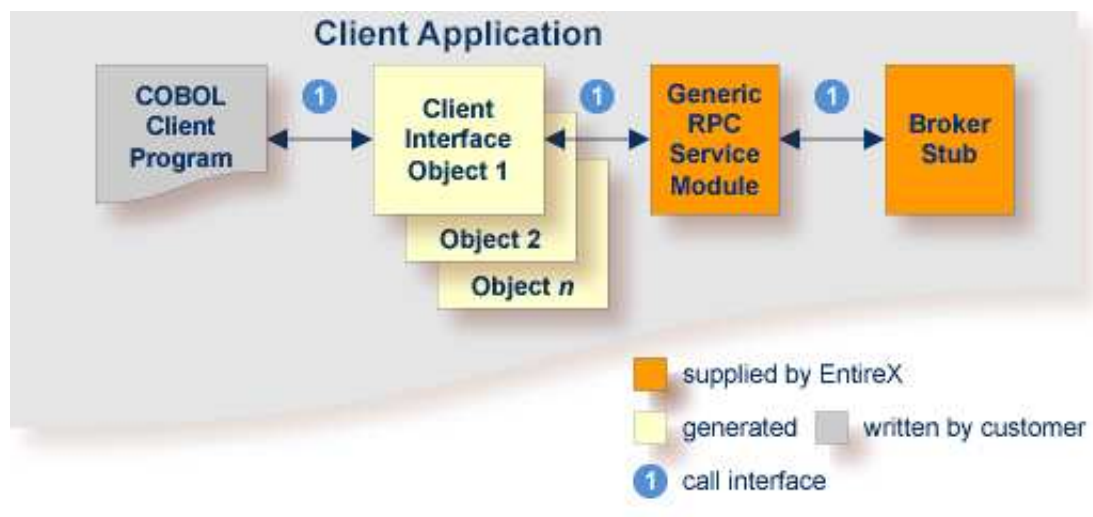 Client Application
COBOL
Client
Program
1
Client
Interface
Object 1
Object 2
Object n
1
Generic
RPC
Service
Module
1
Broker
Stub
supplied by EntireX
generated
written by customer
1 call interface